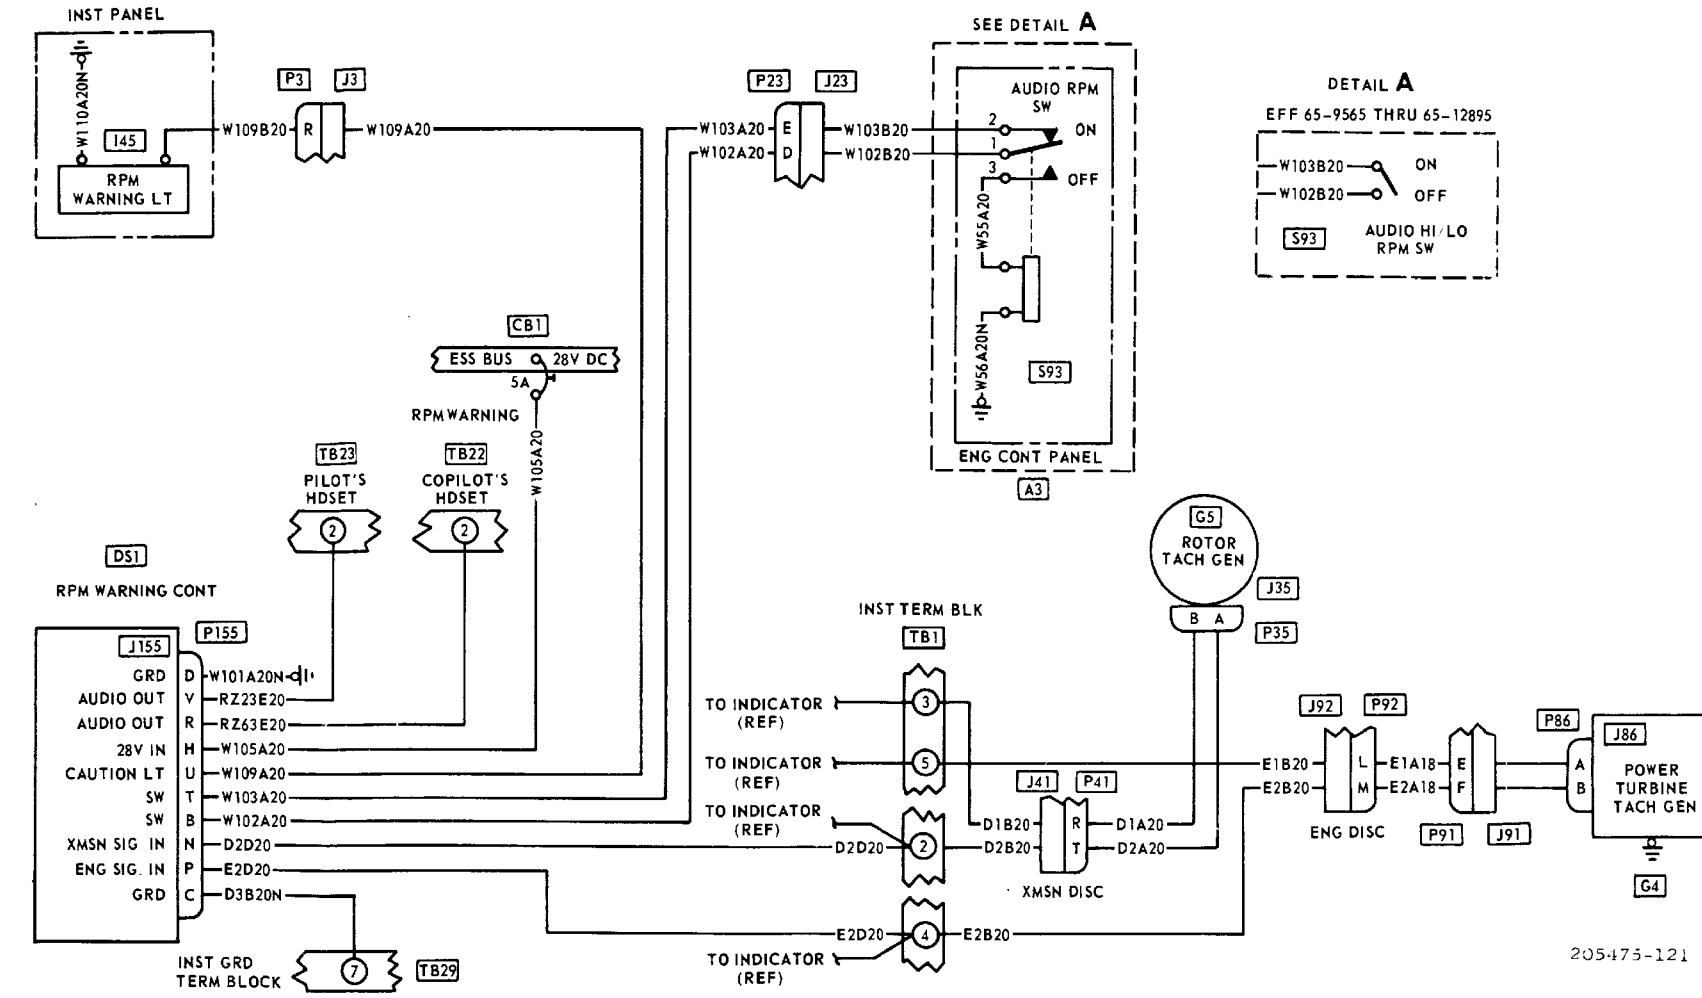 INST PANEL
W110A20N
I45
RPM
WARNING LT
W109B20
P3
J3
R
W109A20
P23
J23
W103A20
E
W103B20
W102A20
D
W102B20
SEE DETAIL A
AUDIO RPM
SW
2
ON
1
3
OFF
W55A20
W56A20N
S93
ENG CONT PANEL
A3
DETAIL A
EFF 65-9565 THRU 65-12895
W103B20
ON
W102B20
OFF
S93
AUDIO HI/LO
RPM SW
CB1
ESS BUS
28V DC
5A
RPM WARNING
W105A20
TB23
PILOT'S
HDSET
2
TB22
COPILOT'S
HDSET
2
DS1
RPM WARNING CONT
J155
P155
GRD D W101A20N
AUDIO OUT V RZ23E20
AUDIO OUT R RZ63E20
28V IN H W105A20
CAUTION LT U W109A20
SW T W103A20
SW B W102A20
XMSN SIG IN N D2D20
ENG SIG. IN P E2D20
GRD C D3B20N
INST GRD
TERM BLOCK
7
TB29
INST TERM BLK
TB1
TO INDICATOR
(REF)
3
TO INDICATOR
(REF)
5
TO INDICATOR
(REF)
D2D20
2
E2D20
4
E2B20
TO INDICATOR
(REF)
G5
ROTOR
TACH GEN
J35
B A
P35
J41
P41
D1B20
R
D1A20
D2B20
T
D2A20
XMSN DISC
J92
P92
E1B20
L
E1A18
E
E2B20
M
E2A18
F
ENG DISC
P91
J91
P86
J86
A
B
POWER
TURBINE
TACH GEN
G4
205475-121